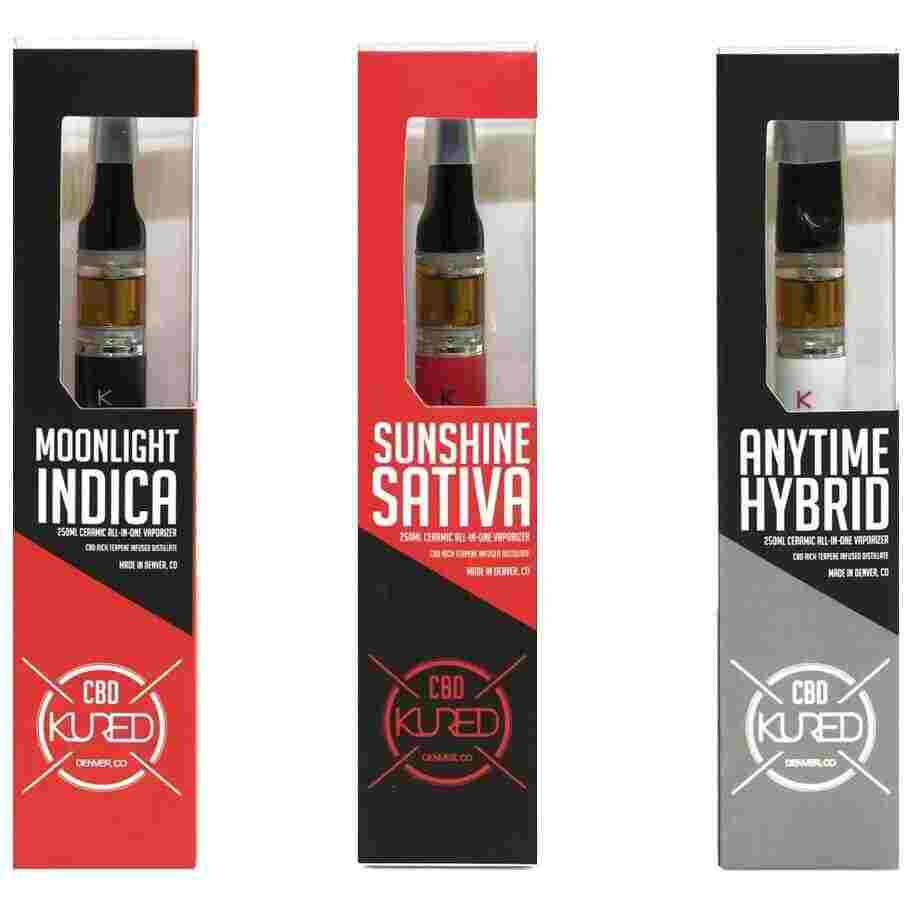 K
MOONLIGHT
INDICA
250ML CERAMIC ALL-IN-ONE VAPORIZER
CBD RICH TERPENE INFUSED DISTILLATE
MADE IN DENVER, CO
CBD
KURED
DENVER, CO
K
SUNSHINE
SATIVA
250ML CERAMIC ALL-IN-ONE VAPORIZER
CBD RICH TERPENE INFUSED DISTILLATE
MADE IN DENVER, CO
CBD
KURED
DENVER, CO
K
ANYTIME
HYBRID
250ML CERAMIC ALL-IN-ONE VAPORIZER
CBD RICH TERPENE INFUSED DISTILLATE
MADE IN DENVER, CO
CBD
KURED
DENVER, CO